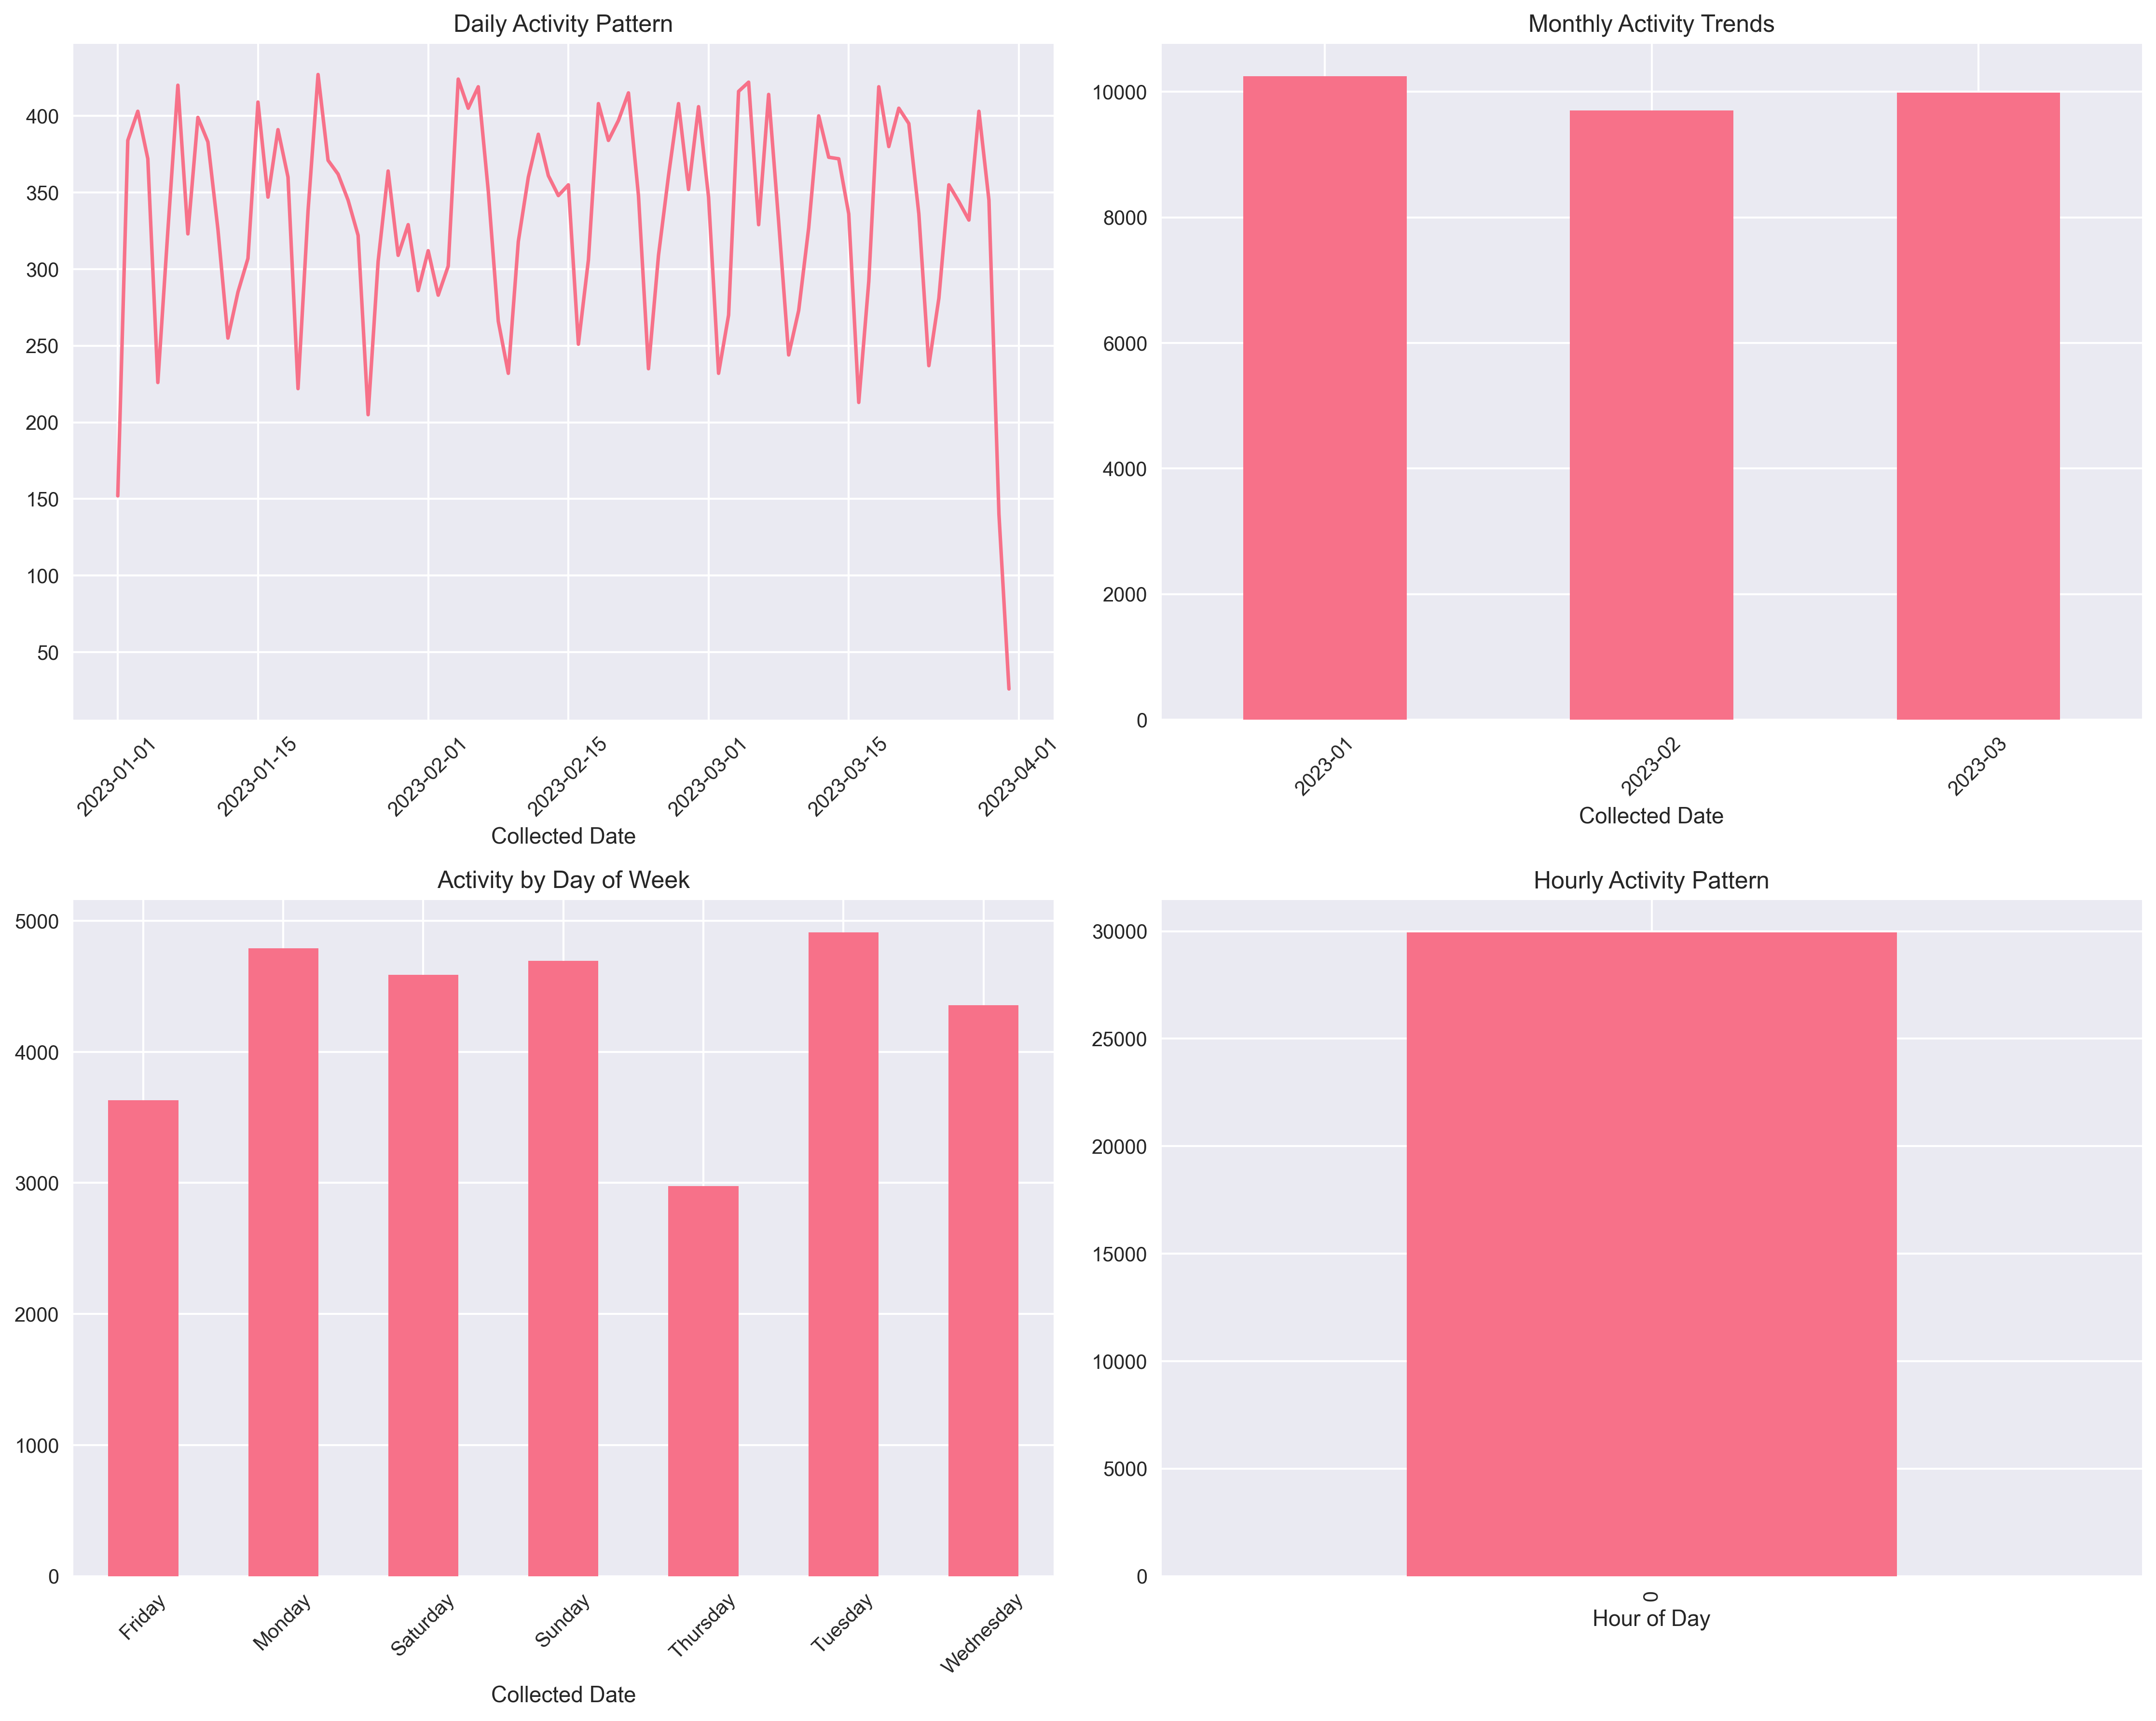 Daily Activity Pattern
400
350
300
250
200
150
100
50
2023-01-01
2023-01-15
2023-02-01
2023-02-15
2023-03-01
2023-03-15
2023-04-01
Collected Date
Monthly Activity Trends
10000
8000
6000
4000
2000
0
2023-01
2023-02
2023-03
Collected Date
Activity by Day of Week
5000
4000
3000
2000
1000
0
Friday
Monday
Saturday
Sunday
Thursday
Tuesday
Wednesday
Collected Date
Hourly Activity Pattern
30000
25000
20000
15000
10000
5000
0
0
Hour of Day